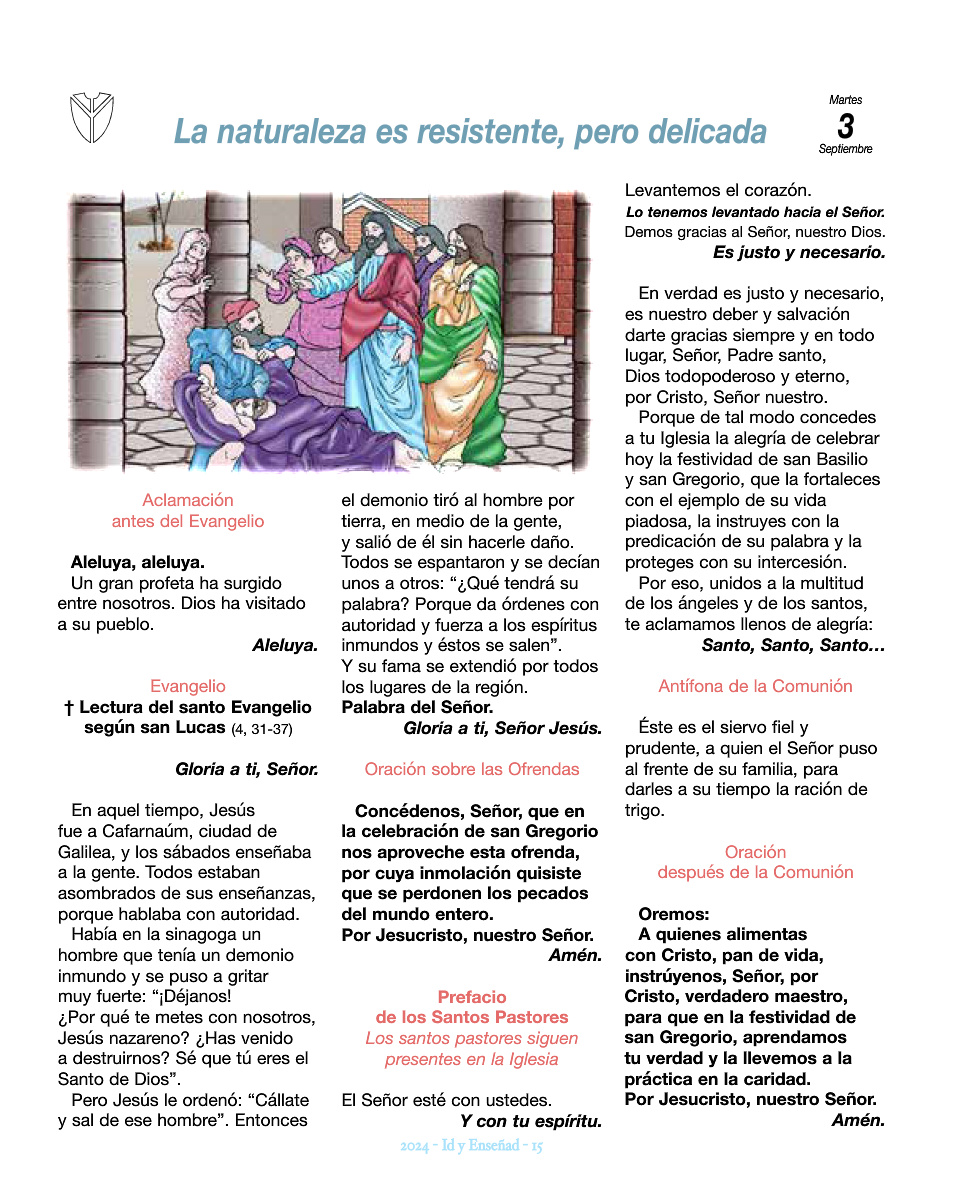 La naturaleza es resistente, pero delicada
Martes
3
Septiembre
Aclamación
antes del Evangelio
Aleluya, aleluya.
Un gran profeta ha surgido
entre nosotros. Dios ha visitado
a su pueblo.
Aleluya.
Evangelio
† Lectura del santo Evangelio
según san Lucas (4, 31-37)
Gloria a ti, Señor.
En aquel tiempo, Jesús
fue a Cafarnaúm, ciudad de
Galilea, y los sábados enseñaba
a la gente. Todos estaban
asombrados de sus enseñanzas,
porque hablaba con autoridad.
Había en la sinagoga un
hombre que tenía un demonio
inmundo y se puso a gritar
muy fuerte: “¡Déjanos!
¿Por qué te metes con nosotros,
Jesús nazareno? ¿Has venido
a destruirnos? Sé que tú eres el
Santo de Dios”.
Pero Jesús le ordenó: “Cállate
y sal de ese hombre”. Entonces
el demonio tiró al hombre por
tierra, en medio de la gente,
y salió de él sin hacerle daño.
Todos se espantaron y se decían
unos a otros: “¿Qué tendrá su
palabra? Porque da órdenes con
autoridad y fuerza a los espíritus
inmundos y éstos se salen”.
Y su fama se extendió por todos
los lugares de la región.
Palabra del Señor.
Gloria a ti, Señor Jesús.
Oración sobre las Ofrendas
Concédenos, Señor, que en
la celebración de san Gregorio
nos aproveche esta ofrenda,
por cuya inmolación quisiste
que se perdonen los pecados
del mundo entero.
Por Jesucristo, nuestro Señor.
Amén.
Prefacio
de los Santos Pastores
Los santos pastores siguen
presentes en la Iglesia
El Señor esté con ustedes.
Y con tu espíritu.
Levantemos el corazón.
Lo tenemos levantado hacia el Señor.
Demos gracias al Señor, nuestro Dios.
Es justo y necesario.
En verdad es justo y necesario,
es nuestro deber y salvación
darte gracias siempre y en todo
lugar, Señor, Padre santo,
Dios todopoderoso y eterno,
por Cristo, Señor nuestro.
Porque de tal modo concedes
a tu Iglesia la alegría de celebrar
hoy la festividad de san Basilio
y san Gregorio, que la fortaleces
con el ejemplo de su vida
piadosa, la instruyes con la
predicación de su palabra y la
proteges con su intercesión.
Por eso, unidos a la multitud
de los ángeles y de los santos,
te aclamamos llenos de alegría:
Santo, Santo, Santo…
Antífona de la Comunión
Éste es el siervo fiel y
prudente, a quien el Señor puso
al frente de su familia, para
darles a su tiempo la ración de
trigo.
Oración
después de la Comunión
Oremos:
A quienes alimentas
con Cristo, pan de vida,
instrúyenos, Señor, por
Cristo, verdadero maestro,
para que en la festividad de
san Gregorio, aprendamos
tu verdad y la llevemos a la
práctica en la caridad.
Por Jesucristo, nuestro Señor.
Amén.
2024 - Id y Enseñad - 15